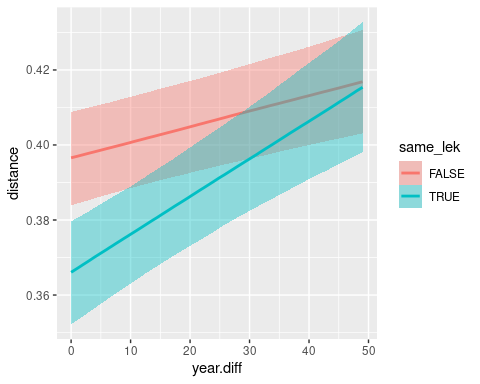 0.42
0.40
0.38
0.36
distance
0 10 20 30 40 50
year.diff
same_lek
FALSE
TRUE